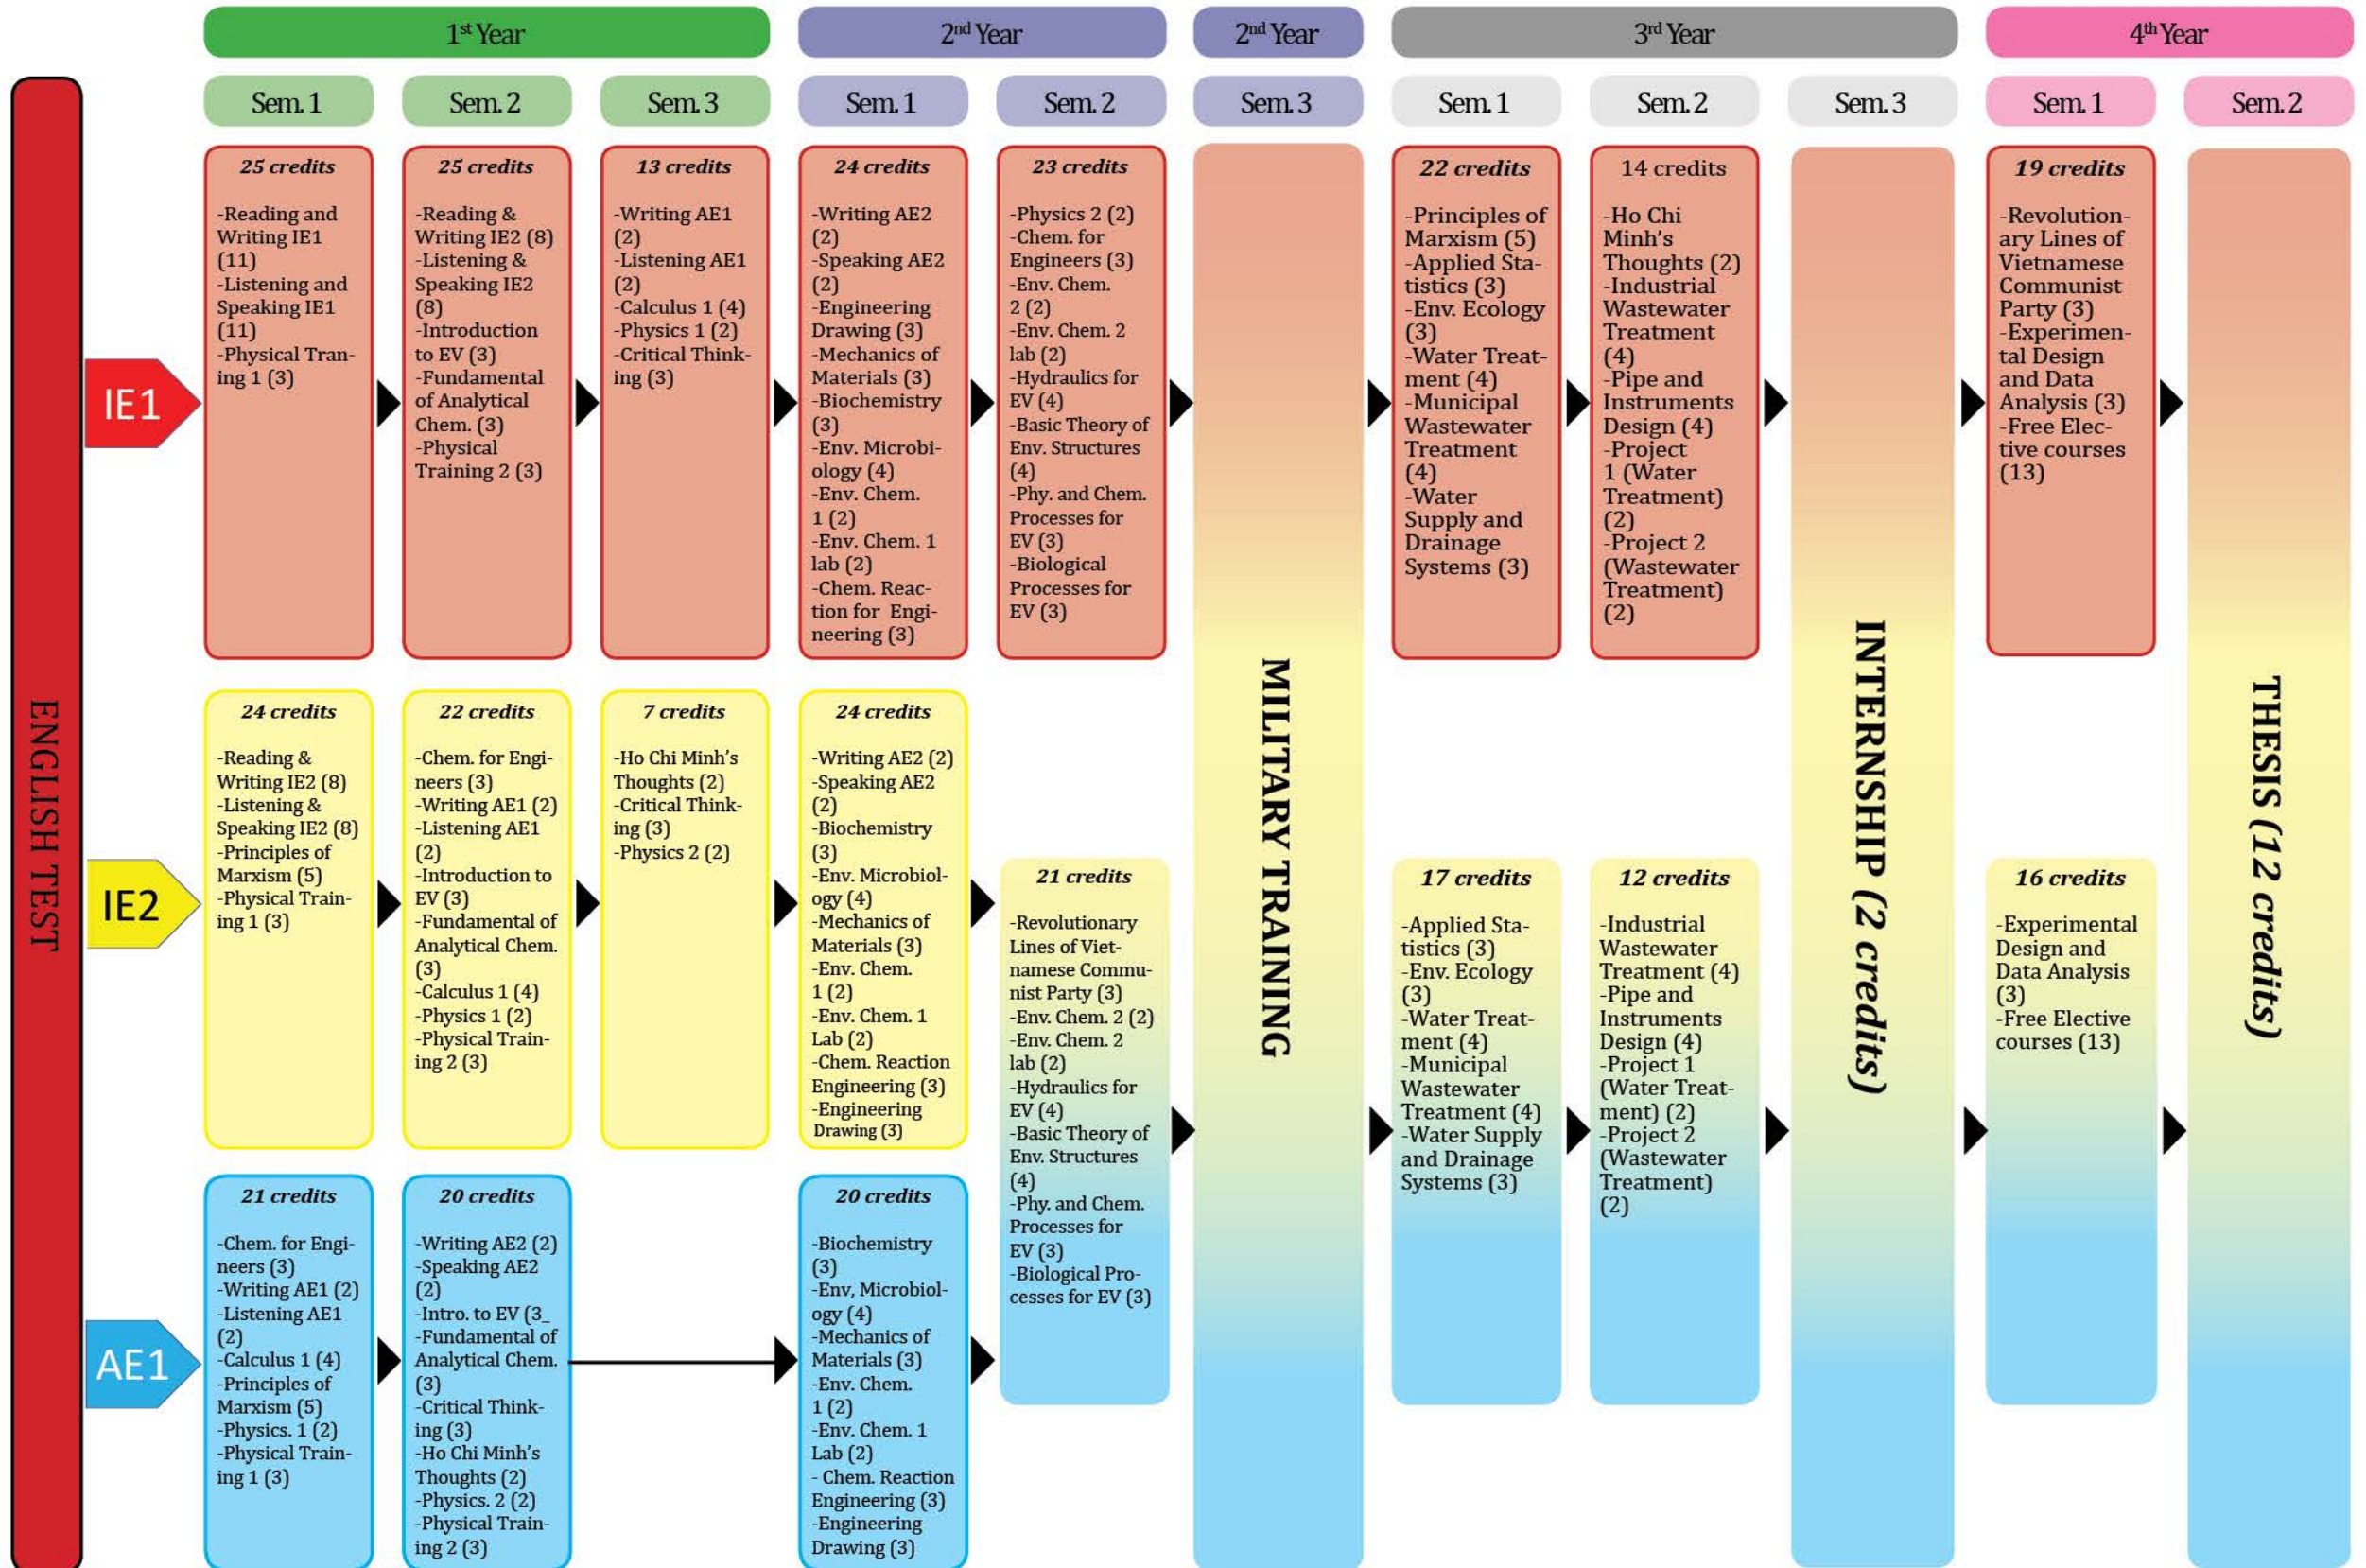 1st Year
2nd Year
2nd Year
3rd Year
4th Year
Sem. 1
Sem. 2
Sem. 3
Sem. 1
Sem. 2
Sem. 3
Sem. 1
Sem. 2
Sem. 3
Sem. 1
Sem. 2
ENGLISH TEST
IE1
25 credits
-Reading and
Writing IE1
(11)
-Listening and
Speaking IE1
(11)
-Physical Tran-
ing 1 (3)
25 credits
-Reading &
Writing IE2 (8)
-Listening &
Speaking IE2
(8)
-Introduction
to EV (3)
-Fundamental
of Analytical
Chem. (3)
-Physical
Training 2 (3)
13 credits
-Writing AE1
(2)
-Listening AE1
(2)
-Calculus 1 (4)
-Physics 1 (2)
-Critical Think-
ing (3)
24 credits
-Writing AE2
(2)
-Speaking AE2
(2)
-Engineering
Drawing (3)
-Mechanics of
Materials (3)
-Biochemistry
(3)
-Env. Microbi-
ology (4)
-Env. Chem.
1 (2)
-Env. Chem. 1
lab (2)
-Chem. Reac-
tion for Engi-
neering (3)
23 credits
-Physics 2 (2)
-Chem. for
Engineers (3)
-Env. Chem.
2 (2)
-Env. Chem. 2
lab (2)
-Hydraulics for
EV (4)
-Basic Theory of
Env. Structures
(4)
-Phy. and Chem.
Processes for
EV (3)
-Biological
Processes for
EV (3)
MILITARY TRAINING
22 credits
-Principles of
Marxism (5)
-Applied Sta-
tistics (3)
-Env. Ecology
(3)
-Water Treat-
ment (4)
-Municipal
Wastewater
Treatment
(4)
-Water
Supply and
Drainage
Systems (3)
14 credits
-Ho Chi
Minh's
Thoughts (2)
-Industrial
Wastewater
Treatment
(4)
-Pipe and
Instruments
Design (4)
-Project
1 (Water
Treatment)
(2)
-Project 2
(Wastewater
Treatment)
(2)
INTERNSHIP (2 credits)
19 credits
-Revolution-
ary Lines of
Vietnamese
Communist
Party (3)
-Experimen-
tal Design
and Data
Analysis (3)
-Free Elec-
tive courses
(13)
THESIS (12 credits)
IE2
24 credits
-Reading &
Writing IE2 (8)
-Listening &
Speaking IE2 (8)
-Principles of
Marxism (5)
-Physical Train-
ing 1 (3)
22 credits
-Chem. for Engi-
neers (3)
-Writing AE1 (2)
-Listening AE1
(2)
-Introduction to
EV (3)
-Fundamental of
Analytical Chem.
(3)
-Calculus 1 (4)
-Physics 1 (2)
-Physical Train-
ing 2 (3)
7 credits
-Ho Chi Minh's
Thoughts (2)
-Critical Think-
ing (3)
-Physics 2 (2)
24 credits
-Writing AE2 (2)
-Speaking AE2
(2)
-Biochemistry
(3)
-Env. Microbiol-
ogy (4)
-Mechanics of
Materials (3)
-Env. Chem.
1 (2)
-Env. Chem. 1
Lab (2)
-Chem. Reaction
Engineering (3)
-Engineering
Drawing (3)
21 credits
-Revolutionary
Lines of Viet-
namese Commu-
nist Party (3)
-Env. Chem. 2 (2)
-Env. Chem. 2
lab (2)
-Hydraulics for
EV (4)
-Basic Theory of
Env. Structures
(4)
-Phy. and Chem.
Processes for
EV (3)
-Biological Pro-
cesses for EV (3)
17 credits
-Applied Sta-
tistics (3)
-Env. Ecology
(3)
-Water Treat-
ment (4)
-Municipal
Wastewater
Treatment (4)
-Water Supply
and Drainage
Systems (3)
12 credits
-Industrial
Wastewater
Treatment (4)
-Pipe and
Instruments
Design (4)
-Project 1
(Water Treat-
ment) (2)
-Project 2
(Wastewater
Treatment)
(2)
16 credits
-Experimental
Design and
Data Analysis
(3)
-Free Elective
courses (13)
AE1
21 credits
-Chem. for Engi-
neers (3)
-Writing AE1 (2)
-Listening AE1
(2)
-Calculus 1 (4)
-Principles of
Marxism (5)
-Physics. 1 (2)
-Physical Train-
ing 1 (3)
20 credits
-Writing AE2 (2)
-Speaking AE2
(2)
-Intro. to EV (3_
-Fundamental of
Analytical Chem.
(3)
-Critical Think-
ing (3)
-Ho Chi Minh's
Thoughts (2)
-Physics. 2 (2)
-Physical Train-
ing 2 (3)
20 credits
-Biochemistry
(3)
-Env, Microbiol-
ogy (4)
-Mechanics of
Materials (3)
-Env. Chem.
1 (2)
-Env. Chem. 1
Lab (2)
- Chem. Reaction
Engineering (3)
-Engineering
Drawing (3)